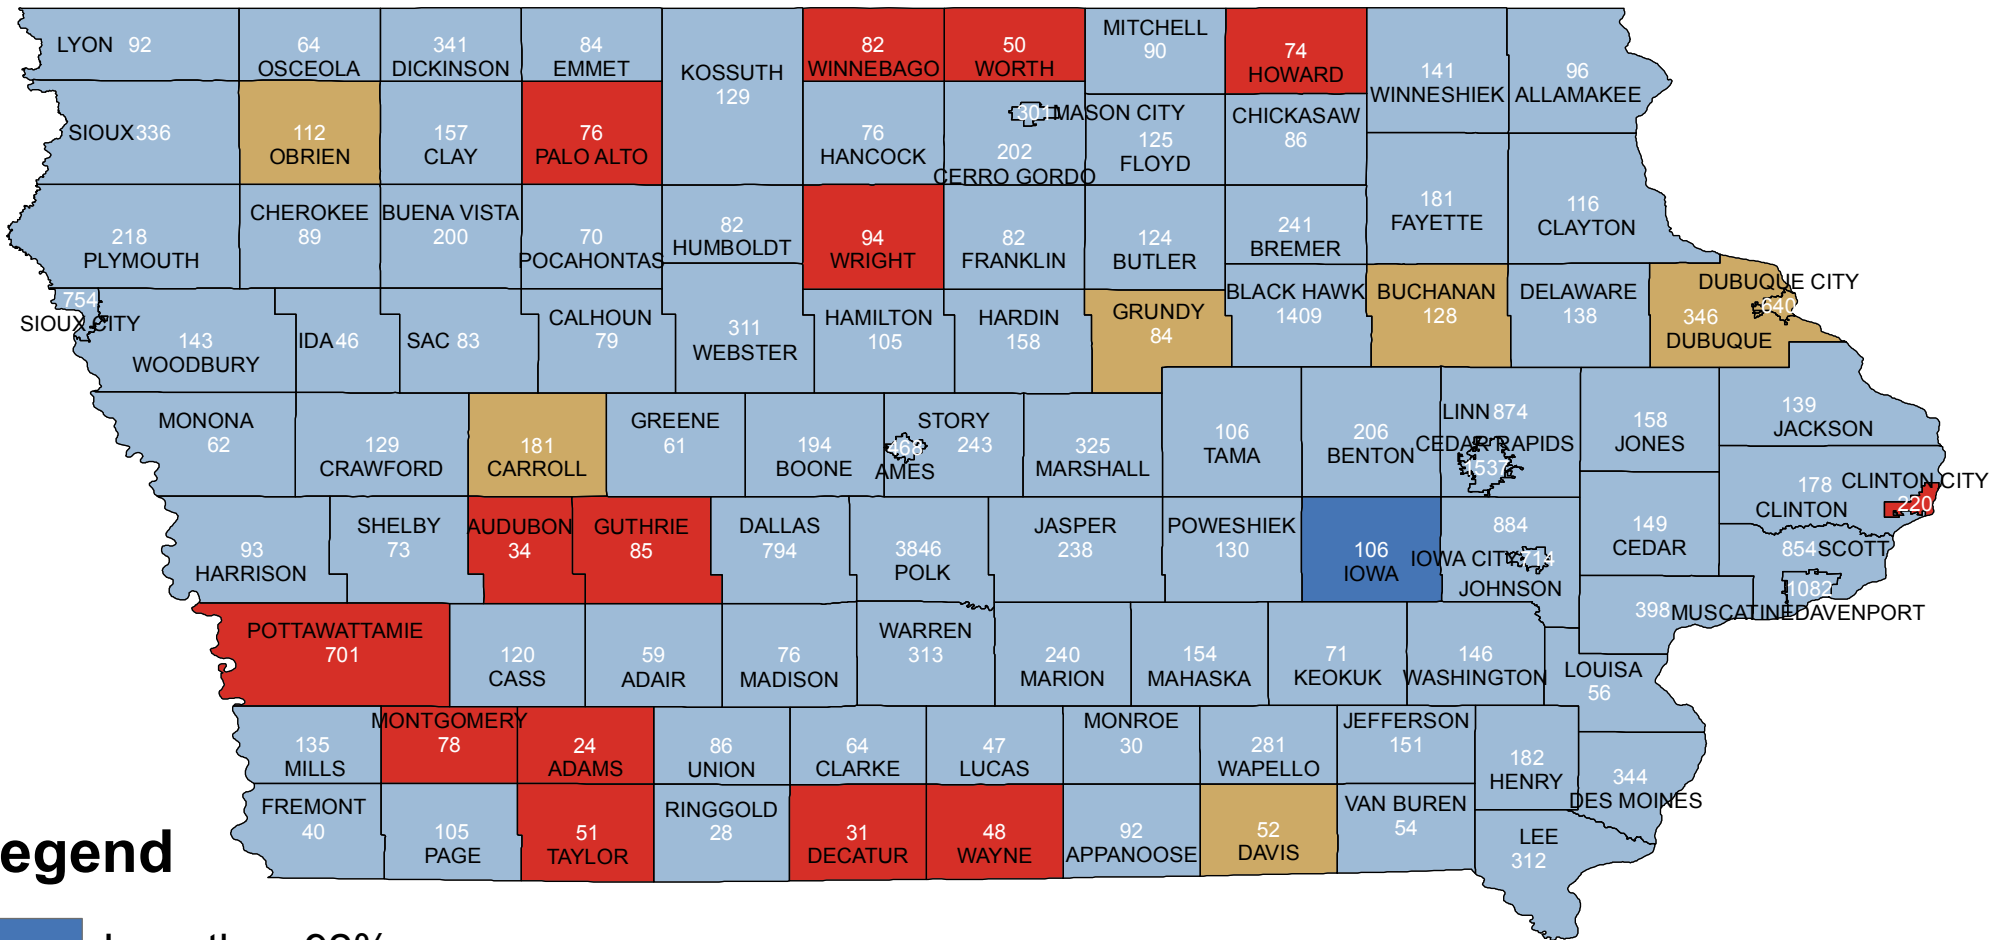 LYON 92
64
OSCEOLA
341
DICKINSON
84
EMMET
KOSSUTH
129
82
WINNEBAGO
50
WORTH
MITCHELL
90
74
HOWARD
141
WINNESHIEK
96
ALLAMAKEE
SIOUX 336
112
OBRIEN
157
CLAY
76
PALO ALTO
76
HANCOCK
301 MASON CITY
202
CERRO GORDO
125
FLOYD
CHICKASAW
86
218
PLYMOUTH
CHEROKEE
89
BUENA VISTA
200
70
POCAHONTAS
82
HUMBOLDT
94
WRIGHT
82
FRANKLIN
124
BUTLER
241
BREMER
181
FAYETTE
116
CLAYTON
754
SIOUX CITY
143
WOODBURY
IDA 46
SAC 83
CALHOUN
79
311
WEBSTER
HAMILTON
105
HARDIN
158
GRUNDY
84
BLACK HAWK
1409
BUCHANAN
128
DELAWARE
138
DUBUQUE CITY
640
346
DUBUQUE
MONONA
62
129
CRAWFORD
181
CARROLL
GREENE
61
194
BOONE
STORY
243
468
AMES
325
MARSHALL
106
TAMA
206
BENTON
LINN 874
CEDAR RAPIDS
1537
158
JONES
139
JACKSON
93
HARRISON
SHELBY
73
AUDUBON
34
GUTHRIE
85
DALLAS
794
3846
POLK
JASPER
238
POWESHIEK
130
106
IOWA
884
IOWA CITY 714
JOHNSON
149
CEDAR
178
CLINTON
CLINTON CITY
220
854 SCOTT
1082
DAVENPORT
398 MUSCATINE
POTTAWATTAMIE
701
120
CASS
59
ADAIR
76
MADISON
WARREN
313
240
MARION
154
MAHASKA
71
KEOKUK
146
WASHINGTON
LOUISA
56
135
MILLS
MONTGOMERY
78
24
ADAMS
86
UNION
64
CLARKE
47
LUCAS
MONROE
30
281
WAPELLO
JEFFERSON
151
182
HENRY
344
DES MOINES
FREMONT
40
105
PAGE
51
TAYLOR
RINGGOLD
28
31
DECATUR
48
WAYNE
92
APPANOOSE
52
DAVIS
VAN BUREN
54
LEE
312
egend